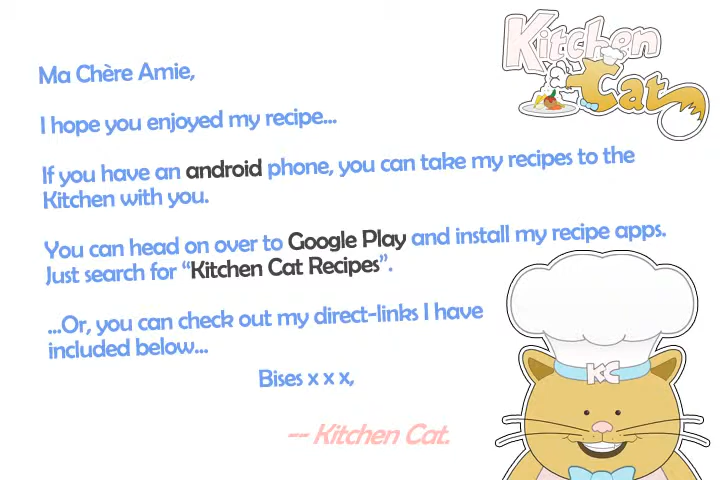 Kitchen
Cat
Ma Chère Amie,
I hope you enjoyed my recipe...
If you have an android phone, you can take my recipes to the
Kitchen with you.
You can head on over to Google Play and install my recipe apps.
Just search for “Kitchen Cat Recipes”.
...Or, you can check out my direct-links I have
included below...
Bises x x x,
-- Kitchen Cat.
KC